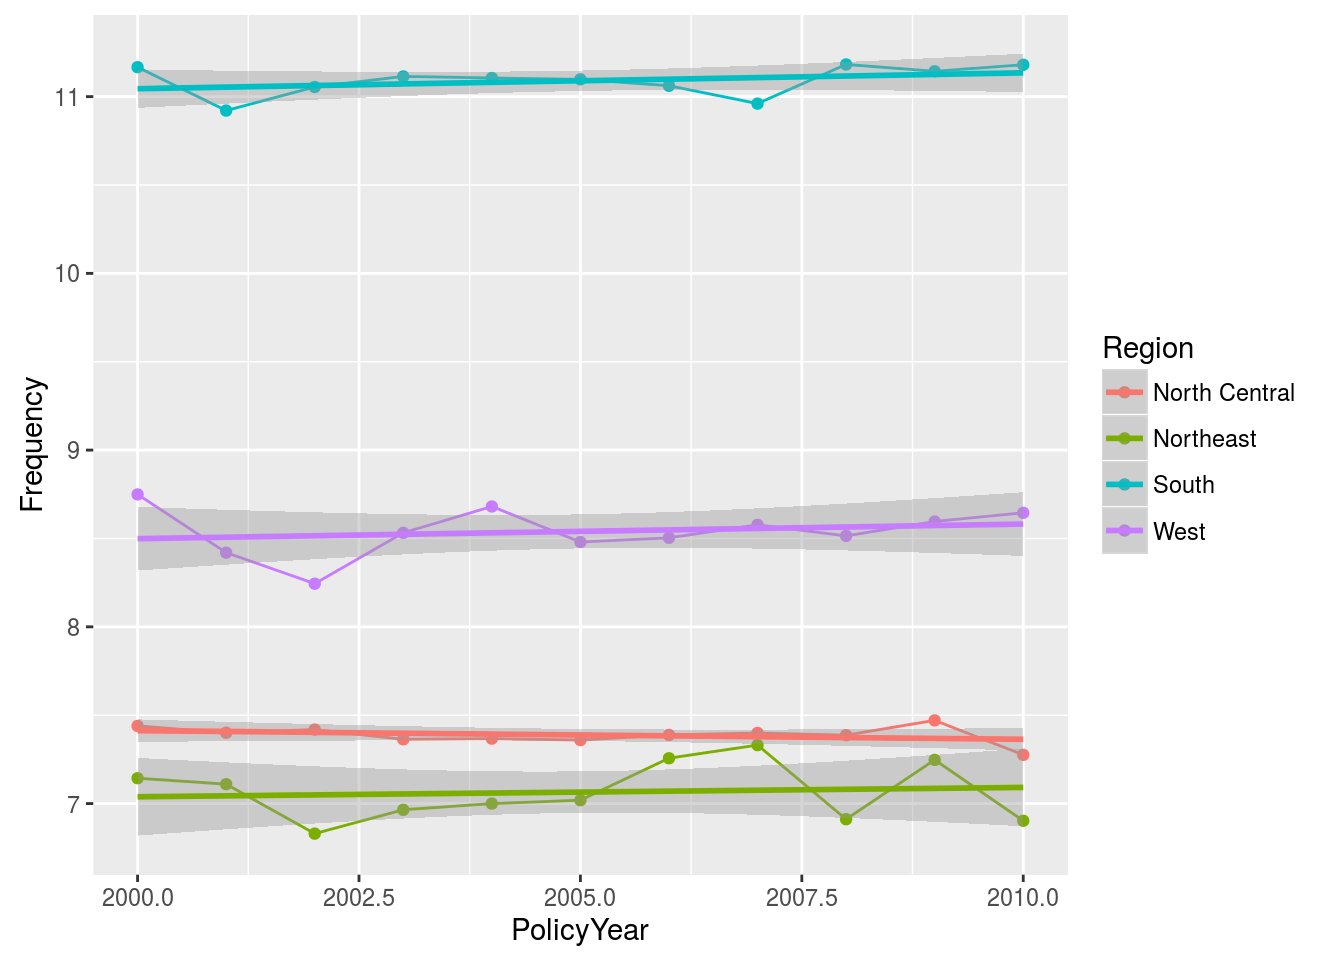 11
10
9
8
7
Frequency
2000.0 2002.5 2005.0 2007.5 2010.0
PolicyYear
Region
North Central
Northeast
South
West